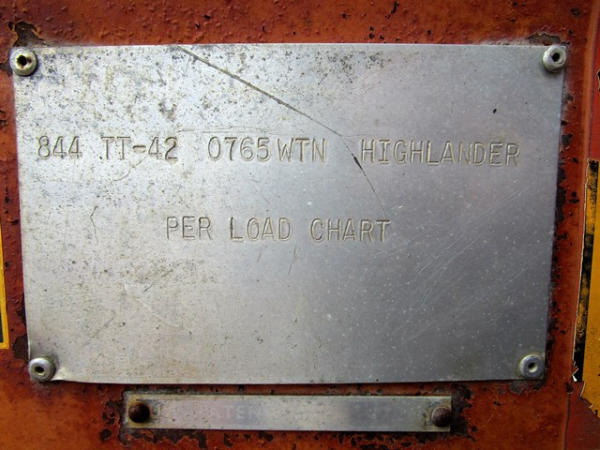 844 TT-42 0765WTN HIGHLANDER
PER LOAD CHART